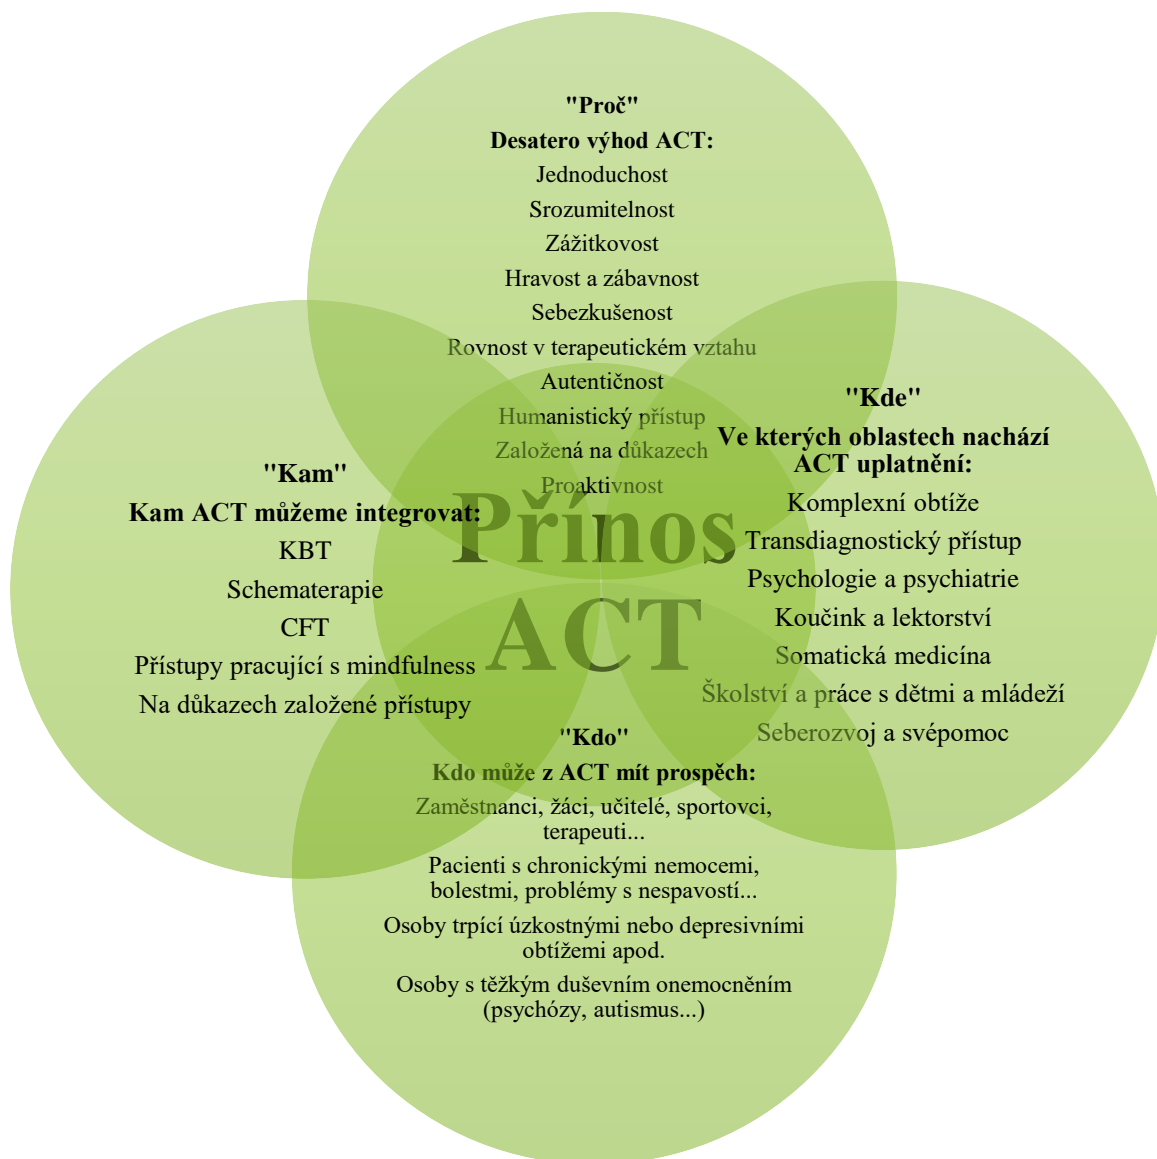 "Proč"
Desatero výhod ACT:
Jednoduchost
Srozumitelnost
Zážitkovost
Hravost a zábavnost
Sebezkušenost
Rovnost v terapeutickém vztahu
Autentičnost
Humanistický přístup
Založená na důkazech
Proaktivnost
"Kde"
Ve kterých oblastech nachází
ACT uplatnění:
Komplexní obtíže
Transdiagnostický přístup
Psychologie a psychiatrie
Koučink a lektorství
Somatická medicína
Školství a práce s dětmi a mládeží
Seberozvoj a svépomoc
"Kam"
Kam ACT můžeme integrovat:
KBT
Schematerapie
CFT
Přístupy pracující s mindfulness
Na důkazech založené přístupy
Přínos
ACT
"Kdo"
Kdo může z ACT mít prospěch:
Zaměstnanci, žáci, učitelé, sportovci,
terapeuti...
Pacienti s chronickými nemocemi,
bolestmi, problémy s nespavostí...
Osoby trpící úzkostnými nebo depresivními
obtížemi apod.
Osoby s těžkým duševním onemocněním
(psychózy, autismus...)